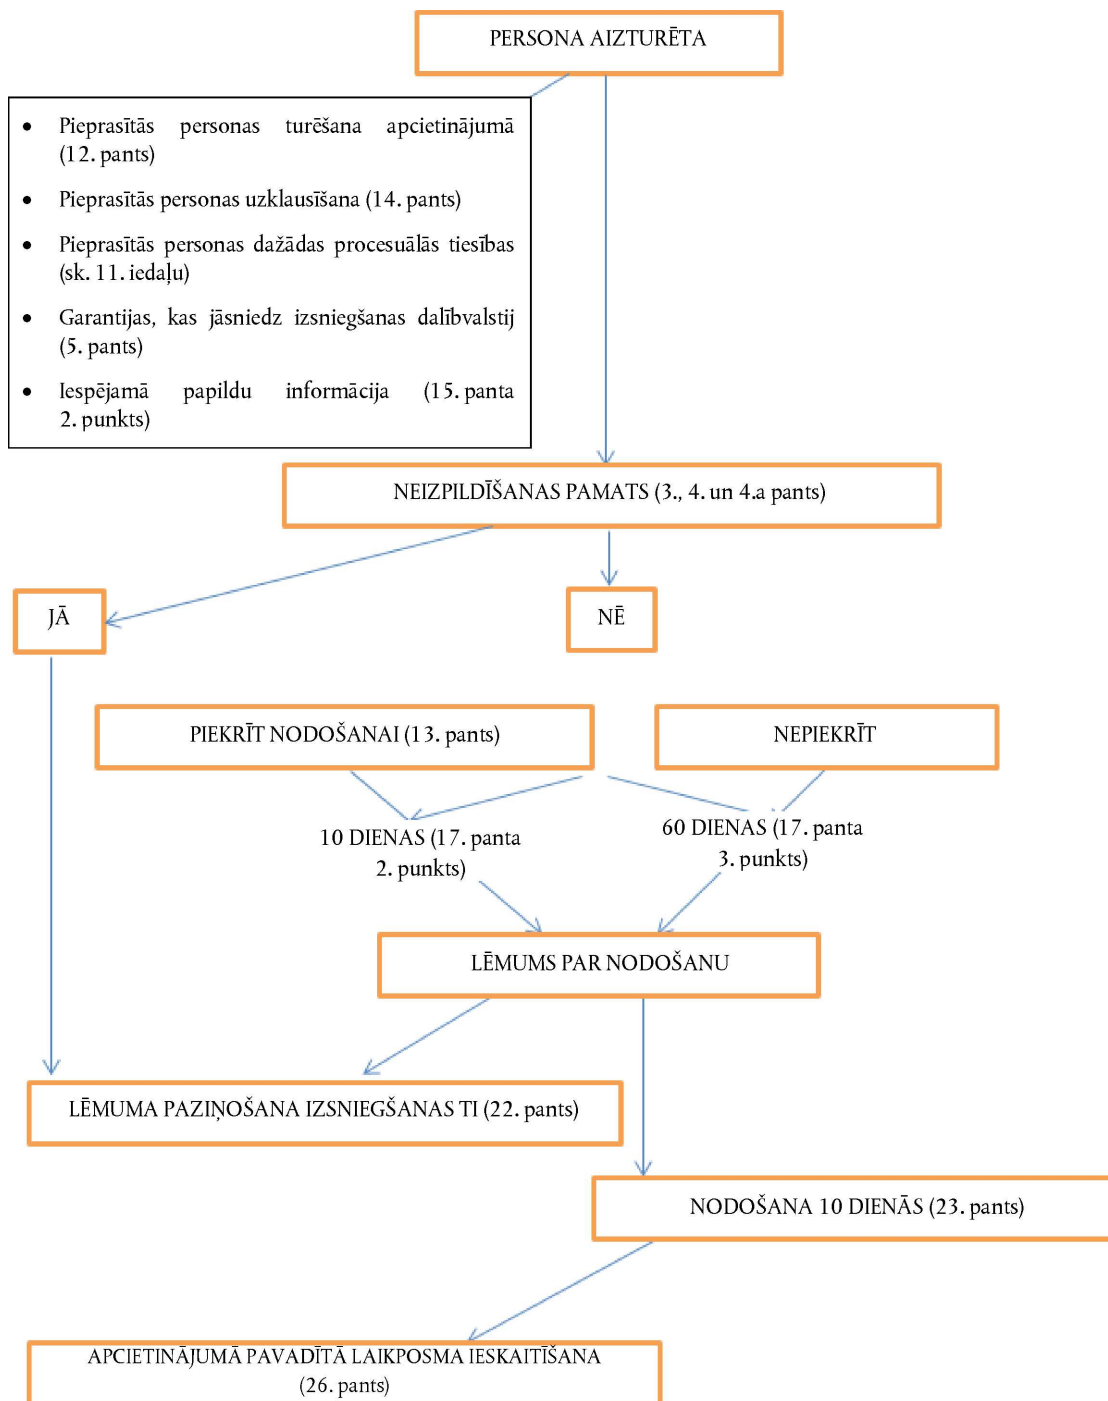 PERSONA AIZTURĒTA
• Pieprasītās personas turēšana apcietinājumā
(12. pants)
• Pieprasītās personas uzklausīšana (14. pants)
• Pieprasītās personas dažādas procesuālās tiesības
(sk. 11. iedaļu)
• Garantijas, kas jāsniedz izsniegšanas dalībvalstij
(5. pants)
• Iespējamā papildu informācija (15. panta
2. punkts)
NEIZPILDĪŠANAS PAMATS (3., 4. un 4.a pants)
JĀ
NĒ
PIEKRĪT NODOŠANAI (13. pants)
NEPIEKRĪT
10 DIENAS (17. panta
2. punkts)
60 DIENAS (17. panta
3. punkts)
LĒMUMS PAR NODOŠANU
LĒMUMA PAZIŅOŠANA IZSNIEGŠANAS TI (22. pants)
NODOŠANA 10 DIENĀS (23. pants)
APCIETINĀJUMĀ PAVADĪTĀ LAIKPOSMA IESKAITĪŠANA
(26. pants)